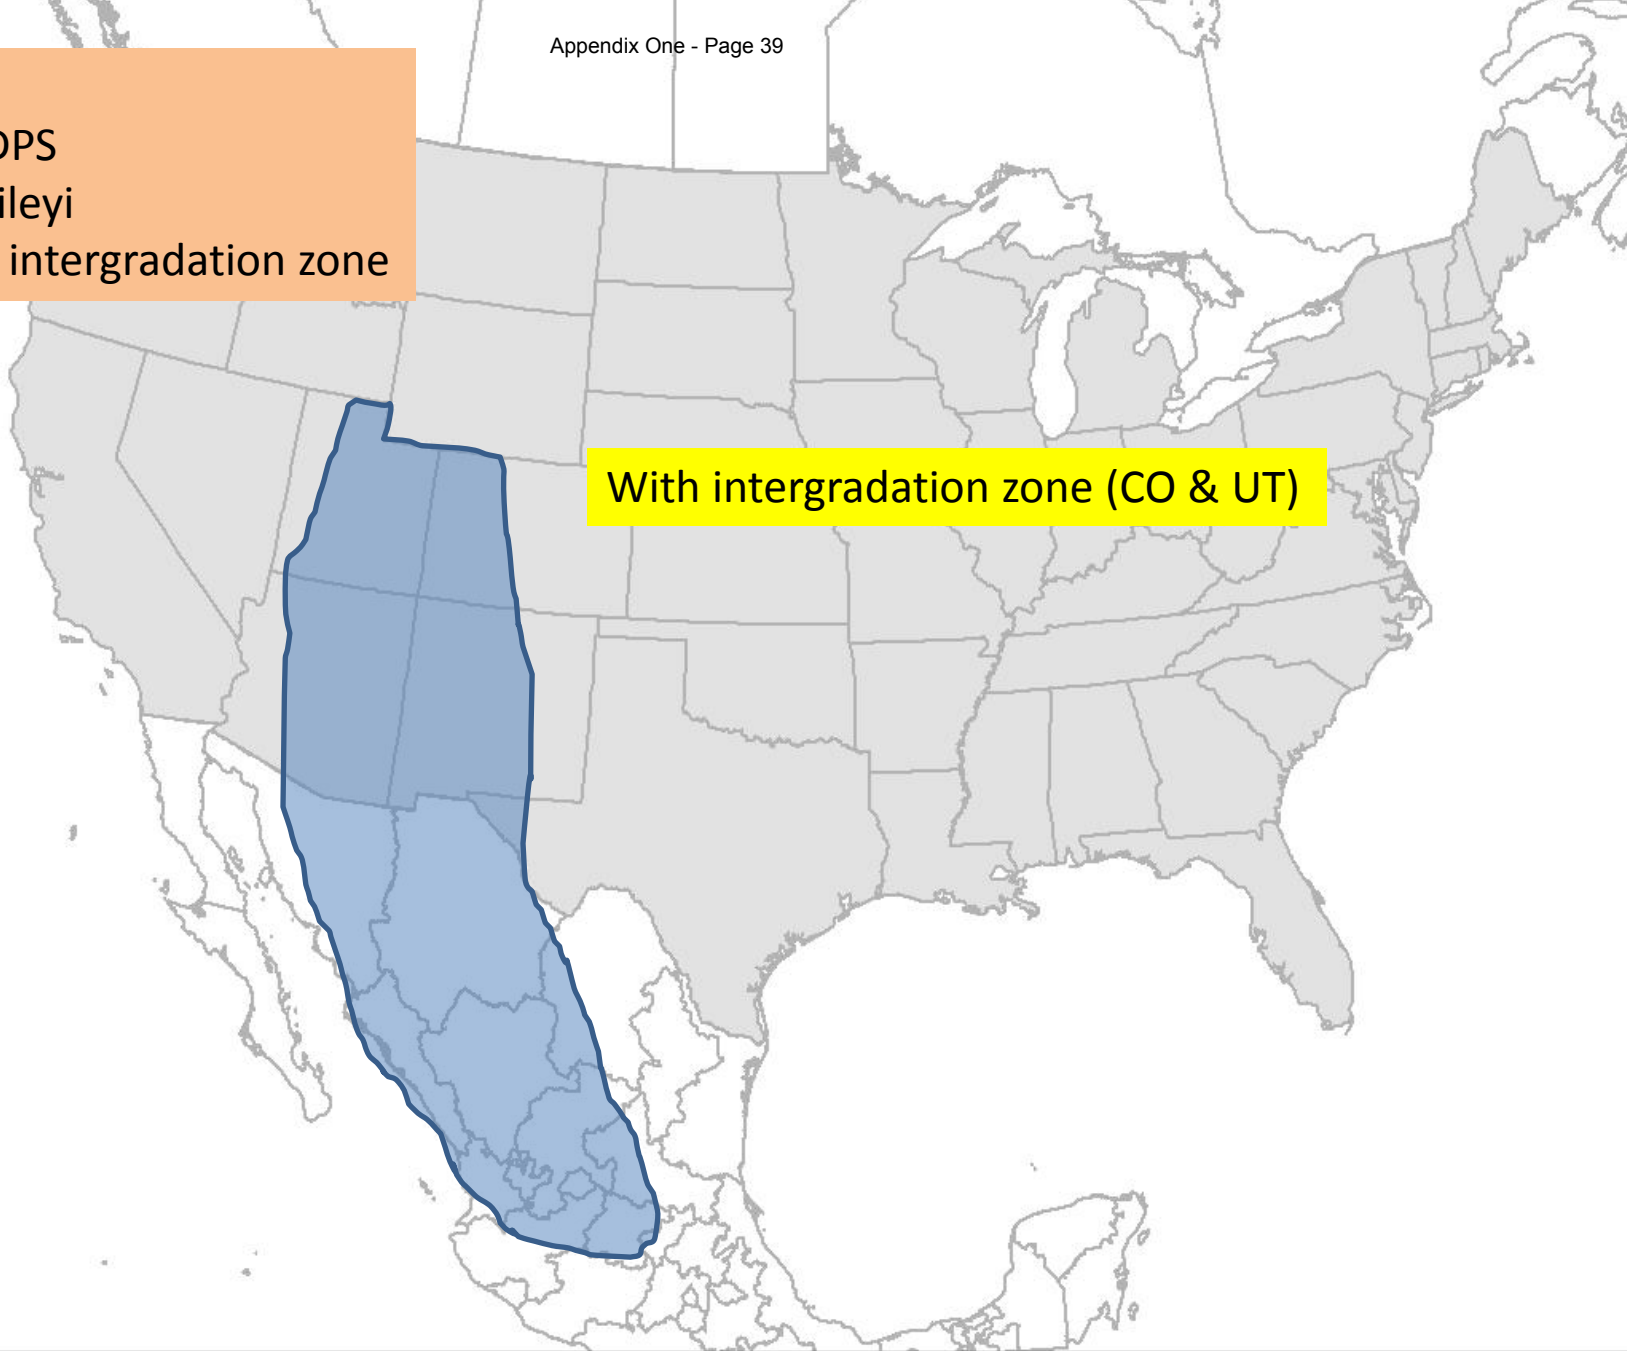 Appendix One - Page 39
DPS
ileyi
intergradation zone
With intergradation zone (CO & UT)